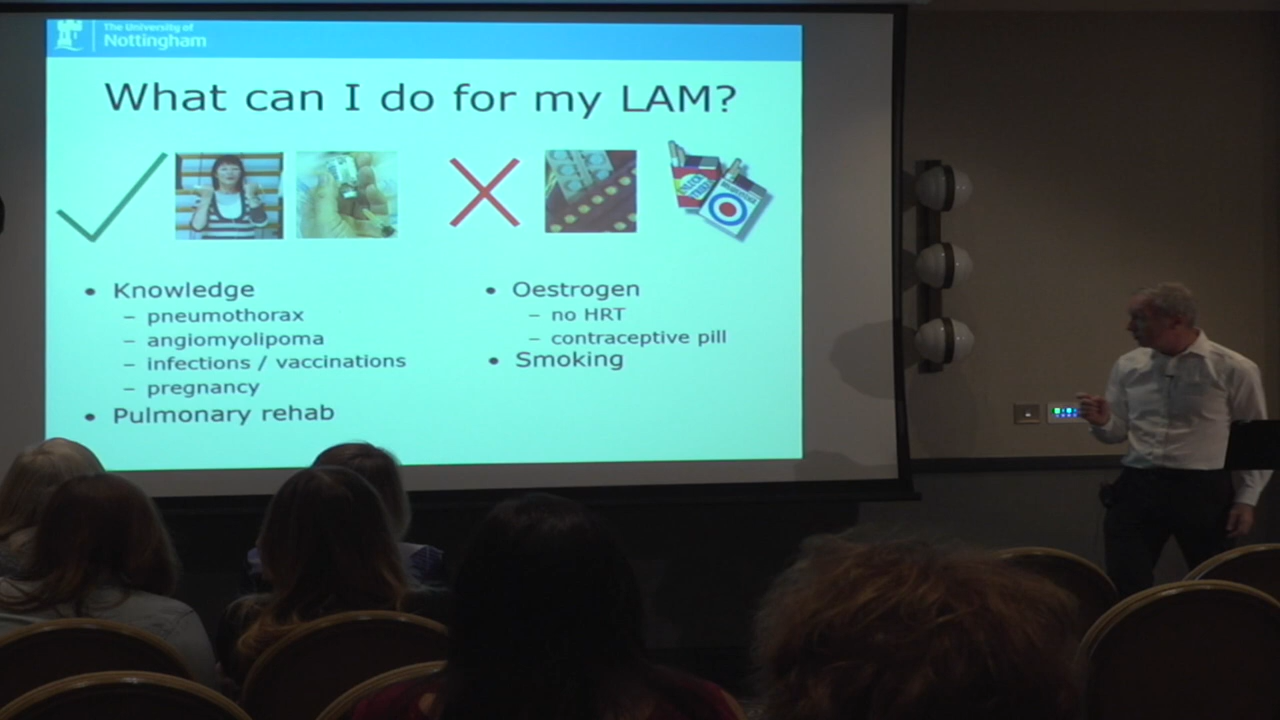 The University of
Nottingham
What can I do for my LAM?
• Knowledge
– pneumothorax
– angiomyolipoma
– infections / vaccinations
– pregnancy
• Pulmonary rehab
• Oestrogen
– no HRT
– contraceptive pill
• Smoking